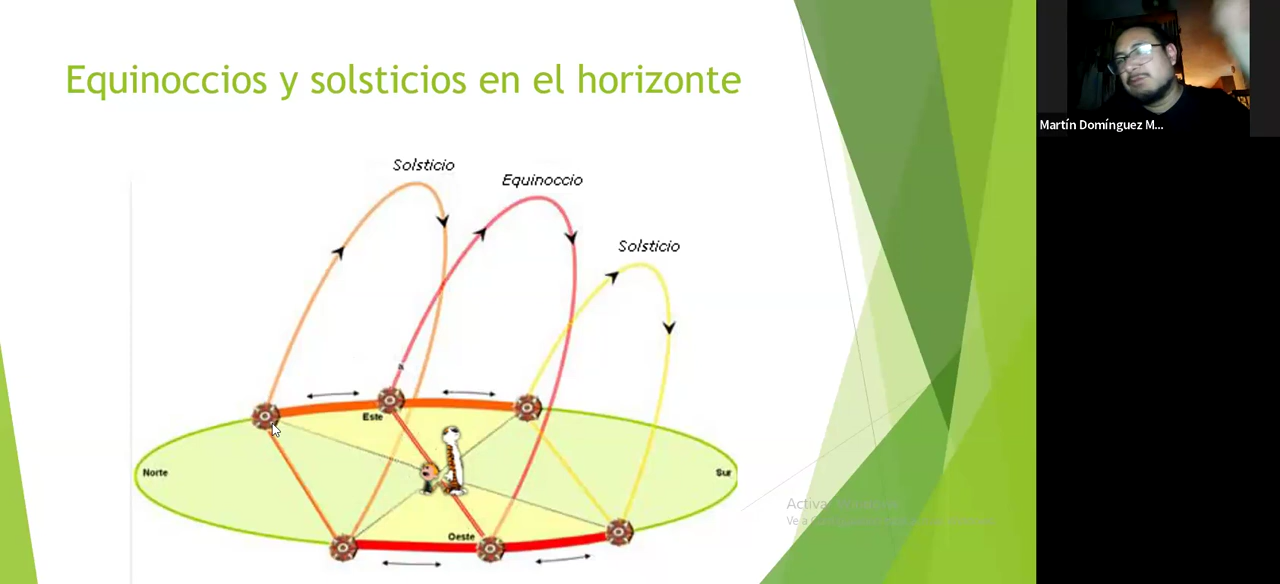 Equinoccios y solsticios en el horizonte
Martín Domínguez M...
Solsticio
Equinoccio
Solsticio
a
Este
Norte
Sur
Oeste